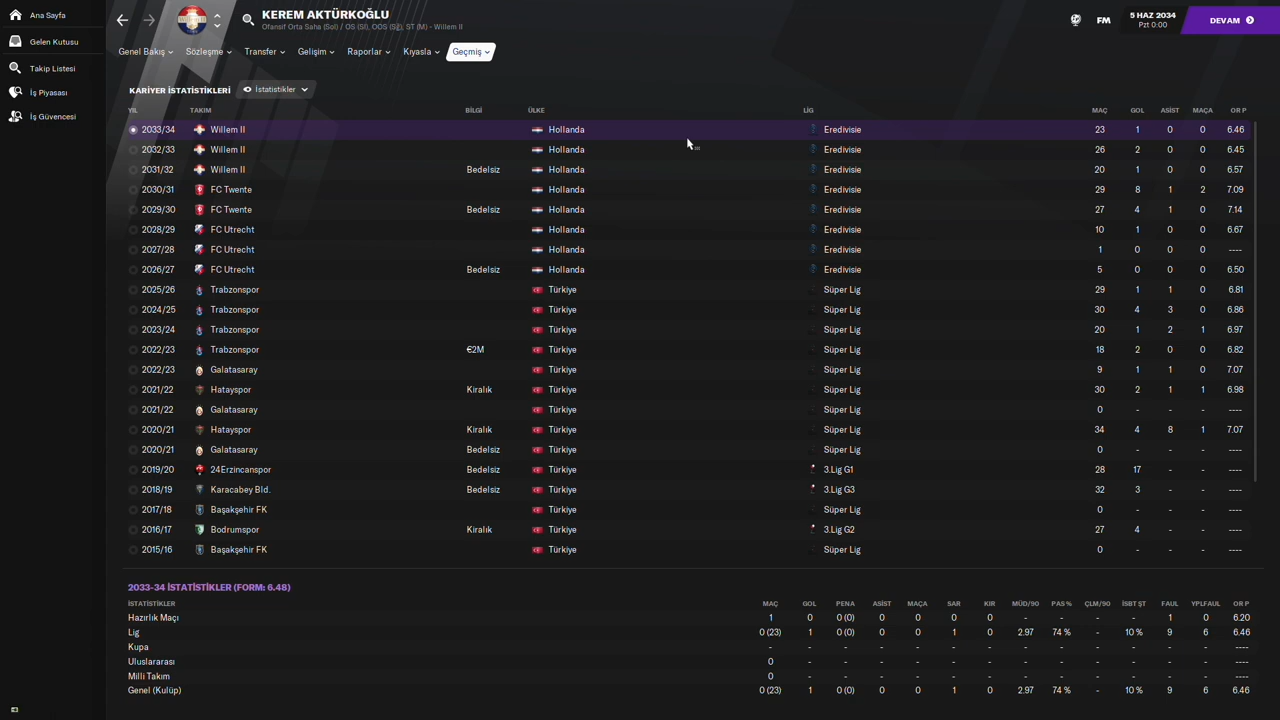 Ana Sayfa
Gelen Kutusu
Takip Listesi
İş Piyasası
İş Güvencesi
KEREM AKTÜRKOĞLU
Ofansif Orta Saha (Sol) / OS (Sl), OOS (Sğ), ST (M) - Willem II
FM
5 HAZ 2034
Pzt 0:00
DEVAM
Genel Bakış Sözleşme Transfer Gelişim Raporlar Kıyasla Geçmiş
KARİYER İSTATİSTİKLERİ İstatistikler
YIL TAKIM BİLGİ ÜLKE LİG MAÇ GOL ASİST MAÇA OR P
2033/34 Willem II Hollanda Eredivisie 23 1 0 0 6.46
2032/33 Willem II Hollanda Eredivisie 26 2 0 0 6.45
2031/32 Willem II Bedelsiz Hollanda Eredivisie 20 1 0 0 6.57
2030/31 FC Twente Hollanda Eredivisie 29 8 1 2 7.09
2029/30 FC Twente Bedelsiz Hollanda Eredivisie 27 4 1 0 7.14
2028/29 FC Utrecht Hollanda Eredivisie 10 1 0 0 6.67
2027/28 FC Utrecht Hollanda Eredivisie 1 0 0 0 ----
2026/27 FC Utrecht Bedelsiz Hollanda Eredivisie 5 0 0 0 6.50
2025/26 Trabzonspor Türkiye Süper Lig 29 1 1 0 6.81
2024/25 Trabzonspor Türkiye Süper Lig 30 4 3 0 6.86
2023/24 Trabzonspor Türkiye Süper Lig 20 1 2 1 6.97
2022/23 Trabzonspor €2M Türkiye Süper Lig 18 2 0 0 6.82
2022/23 Galatasaray Türkiye Süper Lig 9 1 1 0 7.07
2021/22 Hatayspor Kiralık Türkiye Süper Lig 30 2 1 1 6.98
2021/22 Galatasaray Türkiye Süper Lig 0 - - - ----
2020/21 Hatayspor Kiralık Türkiye Süper Lig 34 4 8 1 7.07
2020/21 Galatasaray Bedelsiz Türkiye Süper Lig 0 - - - ----
2019/20 24Erzincanspor Bedelsiz Türkiye 3.Lig G1 28 17 - - ----
2018/19 Karacabey Bld. Bedelsiz Türkiye 3.Lig G3 32 3 - - ----
2017/18 Başakşehir FK Türkiye Süper Lig 0 - - - ----
2016/17 Bodrumspor Kiralık Türkiye 3.Lig G2 27 4 - - ----
2015/16 Başakşehir FK Türkiye Süper Lig 0 - - - ----
2033-34 İSTATİSTİKLER (FORM: 6.48)
İSTATİSTİKLER MAÇ GOL PENA ASİST MAÇA SAR KIR MÜD/90 PAS % ÇLM/90 İSBT ŞT FAUL YPLFAUL OR P
Hazırlık Maçı 1 0 0 (0) 0 0 0 0 - - - - 1 0 6.20
Lig 0 (23) 1 0 (0) 0 0 1 0 2.97 74 % - 10 % 9 6 6.46
Kupa - - - - - - - - - - - - - ----
Uluslararası 0 - - - - - - - - - - - - ----
Milli Takım 0 - - - - - - - - - - - - ----
Genel (Kulüp) 0 (23) 1 0 (0) 0 0 1 0 2.97 74 % - 10 % 9 6 6.46